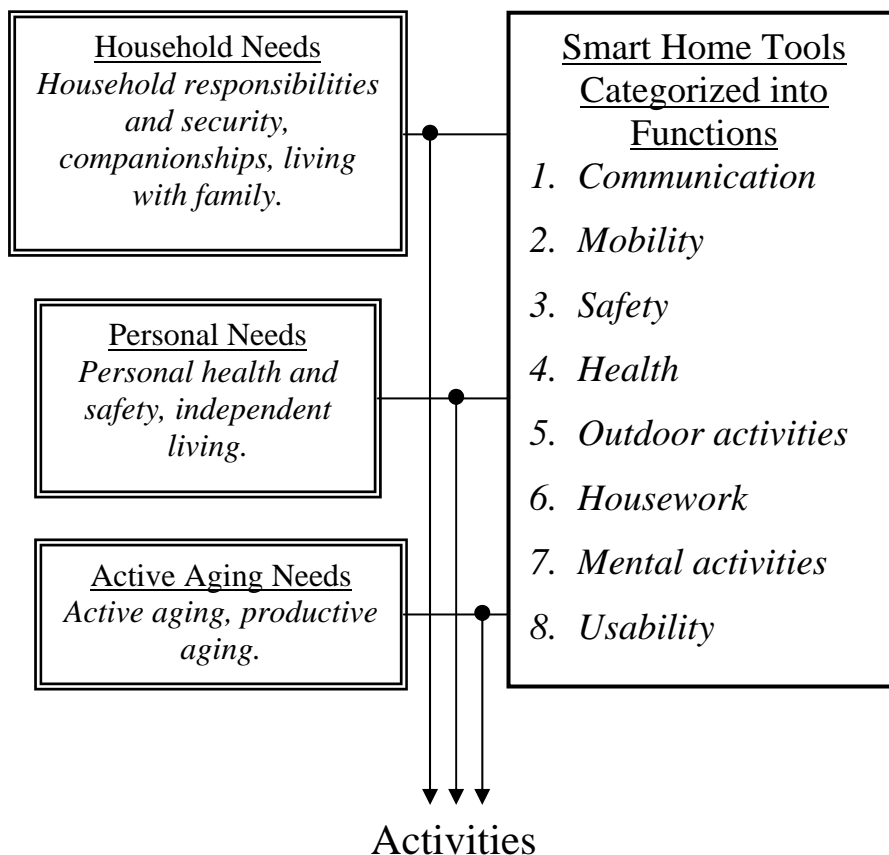 Household Needs
Household responsibilities
and security,
companionships, living
with family.
Personal Needs
Personal health and
safety, independent
living.
Active Aging Needs
Active aging, productive
aging.
Smart Home Tools
Categorized into
Functions
1. Communication
2. Mobility
3. Safety
4. Health
5. Outdoor activities
6. Housework
7. Mental activities
8. Usability
Activities